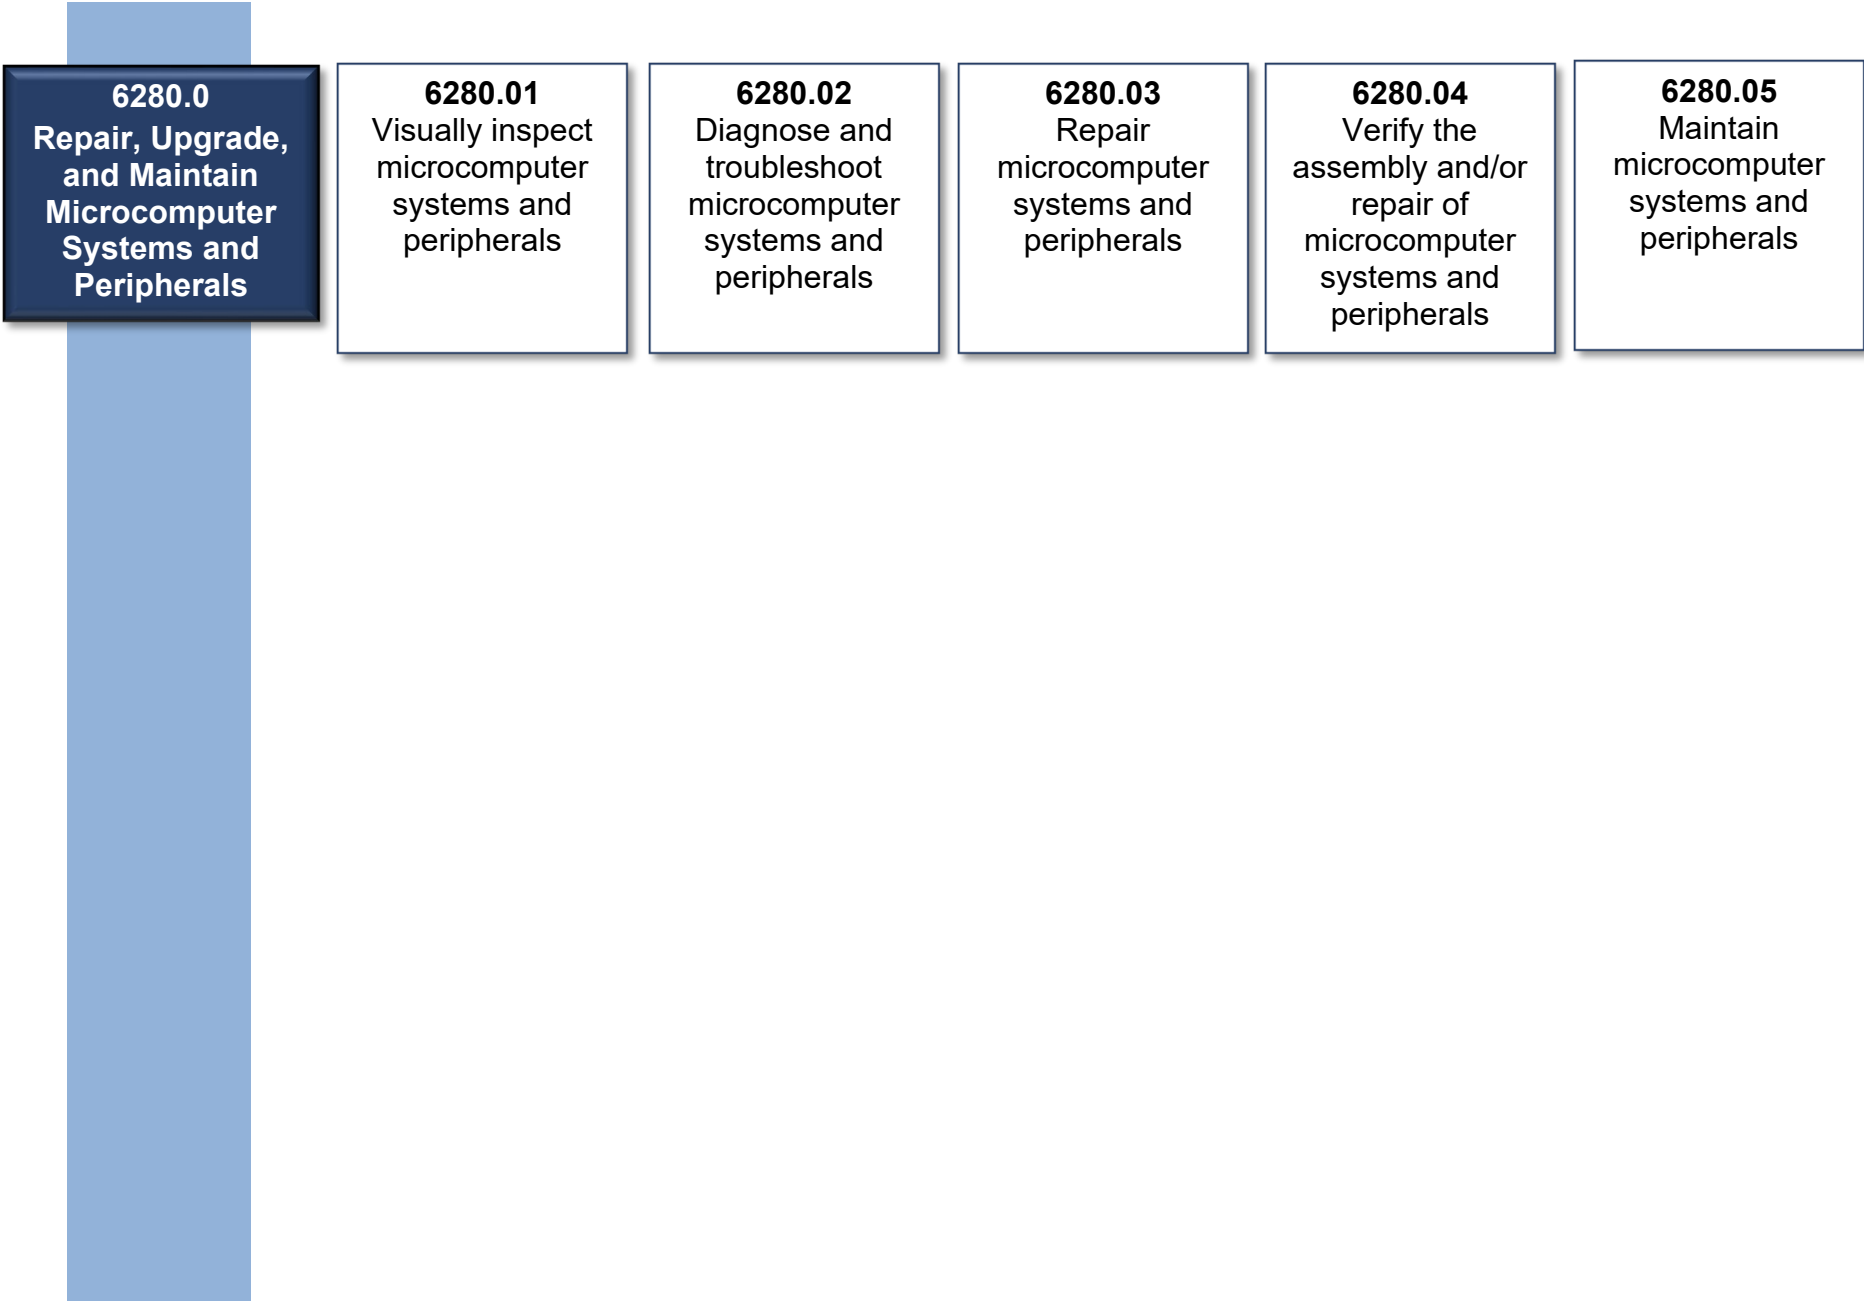 6280.0
Repair, Upgrade,
and Maintain
Microcomputer
Systems and
Peripherals
6280.01
Visually inspect
microcomputer
systems and
peripherals
6280.02
Diagnose and
troubleshoot
microcomputer
systems and
peripherals
6280.03
Repair
microcomputer
systems and
peripherals
6280.04
Verify the
assembly and/or
repair of
microcomputer
systems and
peripherals
6280.05
Maintain
microcomputer
systems and
peripherals